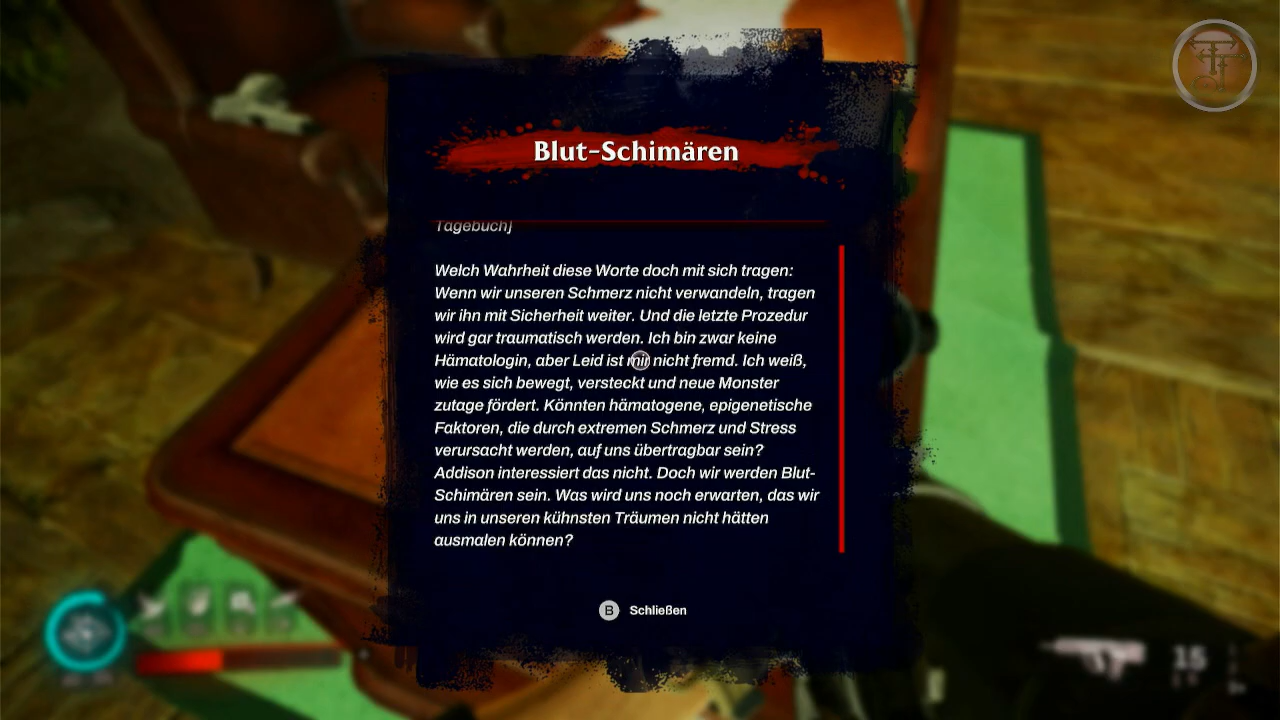 Blut-Schimären
Tagebuch]
Welch Wahrheit diese Worte doch mit sich tragen:
Wenn wir unseren Schmerz nicht verwandeln, tragen
wir ihn mit Sicherheit weiter. Und die letzte Prozedur
wird gar traumatisch werden. Ich bin zwar keine
Hämatologin, aber Leid ist mir nicht fremd. Ich weiß,
wie es sich bewegt, versteckt und neue Monster
zutage fördert. Könnten hämatogene, epigenetische
Faktoren, die durch extremen Schmerz und Stress
verursacht werden, auf uns übertragbar sein?
Addison interessiert das nicht. Doch wir werden Blut-
Schimären sein. Was wird uns noch erwarten, das wir
uns in unseren kühnsten Träumen nicht hätten
ausmalen können?
B Schließen
15